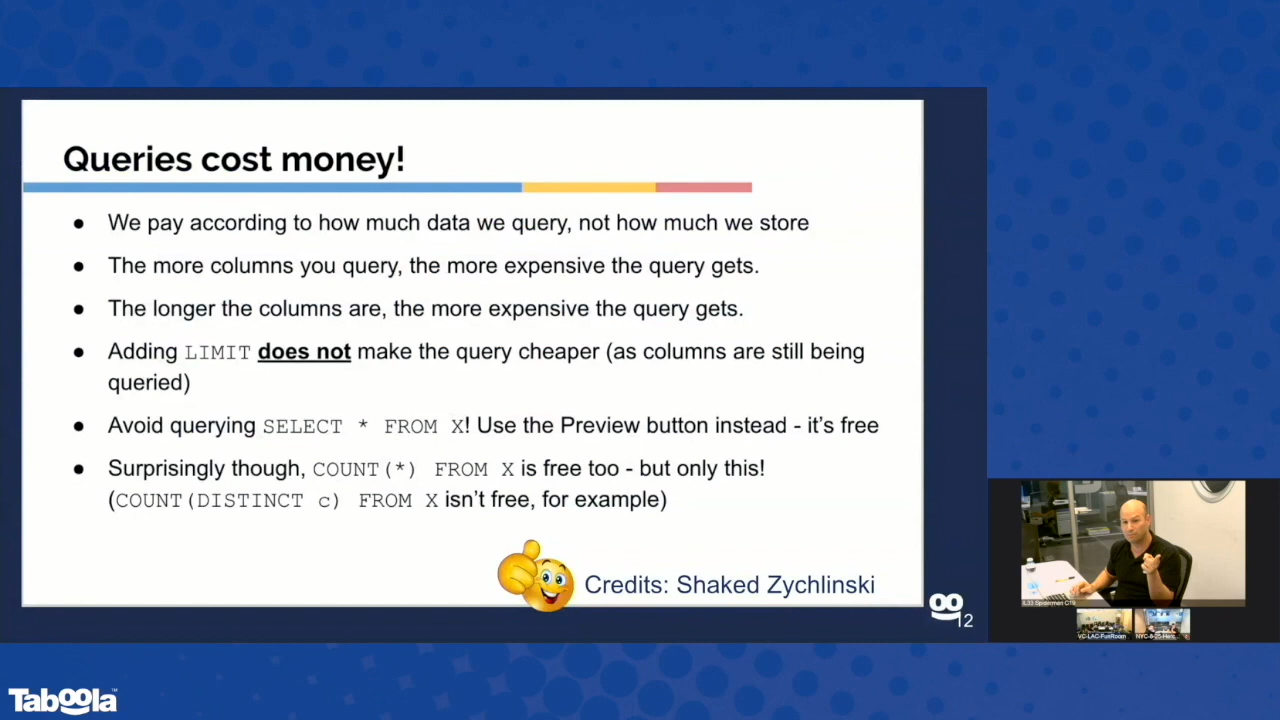 Queries cost money!
● We pay according to how much data we query, not how much we store
● The more columns you query, the more expensive the query gets.
● The longer the columns are, the more expensive the query gets.
● Adding LIMIT does not make the query cheaper (as columns are still being
queried)
● Avoid querying SELECT * FROM X! Use the Preview button instead - it’s free
● Surprisingly though, COUNT(*) FROM X is free too - but only this!
(COUNT(DISTINCT c) FROM X isn’t free, for example)
Credits: Shaked Zychlinski
12
VC-LAC-FunRoom
Taboola